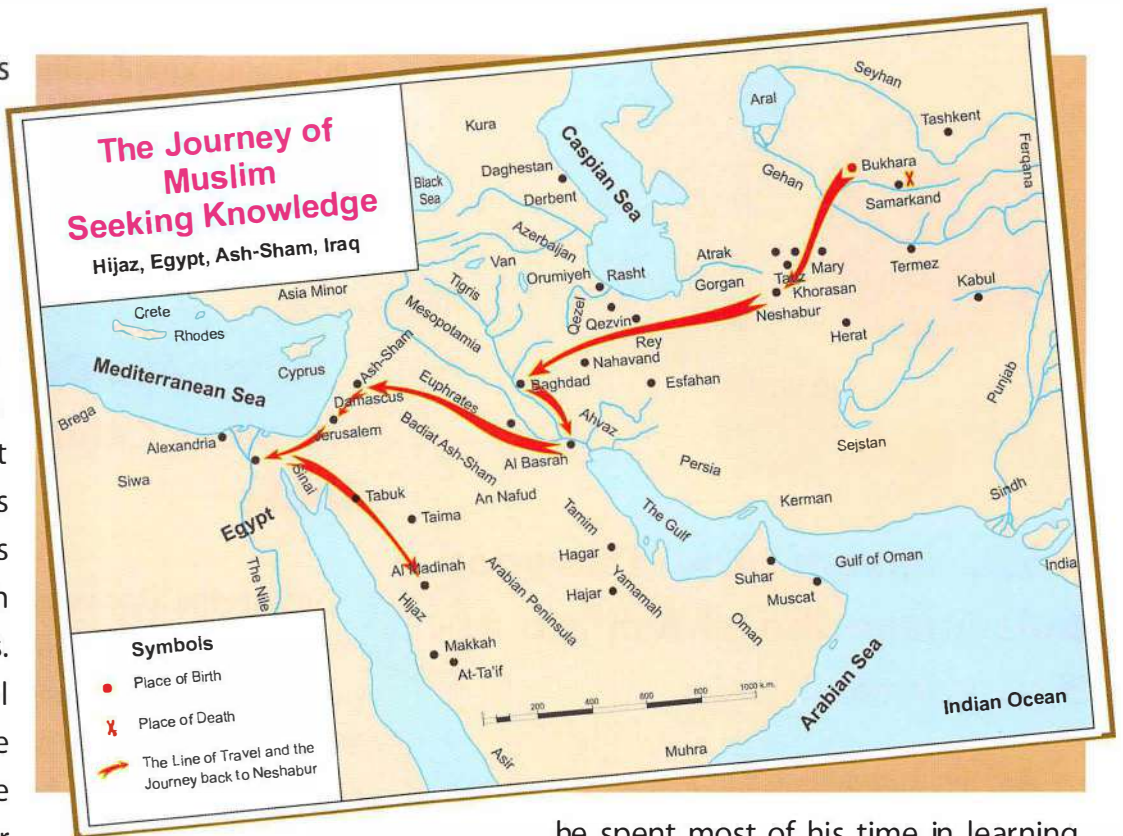 s
The Journey of
Muslim
Seeking Knowledge
Hijaz, Egypt, Ash-Sham, Iraq
Kura
Daghestan
Derbent
Black
Sea
Caspian Sea
Aral
Seyhan
Tashkent
Ferqana
Bukhara
Gehan
Samarkand
Termez
Kabul
Azerbaijan
Van
Orumiyeh
Rasht
Atrak
Gorgan
Mary
Khorasan
Neshabur
Herat
Asia Minor
Tigris
Qezel
Qezvin
Rey
Crete
Rhodes
Cyprus
Mediterranean Sea
Mesopotamia
Ash-Sham
Nahavand
Baghdad
Esfahan
Punjab
Brega
Damascus
Euphrates
Ahvaz
Alexandria
Jerusalem
Badiat Ash-Sham
Al Basrah
Persia
Sejstan
Siwa
Sinai
Tabuk
An Nafud
Kerman
Sindh
Egypt
Taima
Tamim
The Gulf
The Nile
Al Madinah
Hagar
Suhar
Gulf of Oman
India
Hijaz
Arabian Peninsula
Hajar
Yamamah
Muscat
Oman
Makkah
At-Ta'if
200
400
600
800
1000 k.m.
Arabian Sea
Indian Ocean
Asir
Muhra
Symbols
Place of Birth
Place of Death
The Line of Travel and the
Journey back to Neshabur
t
s
s
n
.
l
e
e
r
he spent most of his time in learning